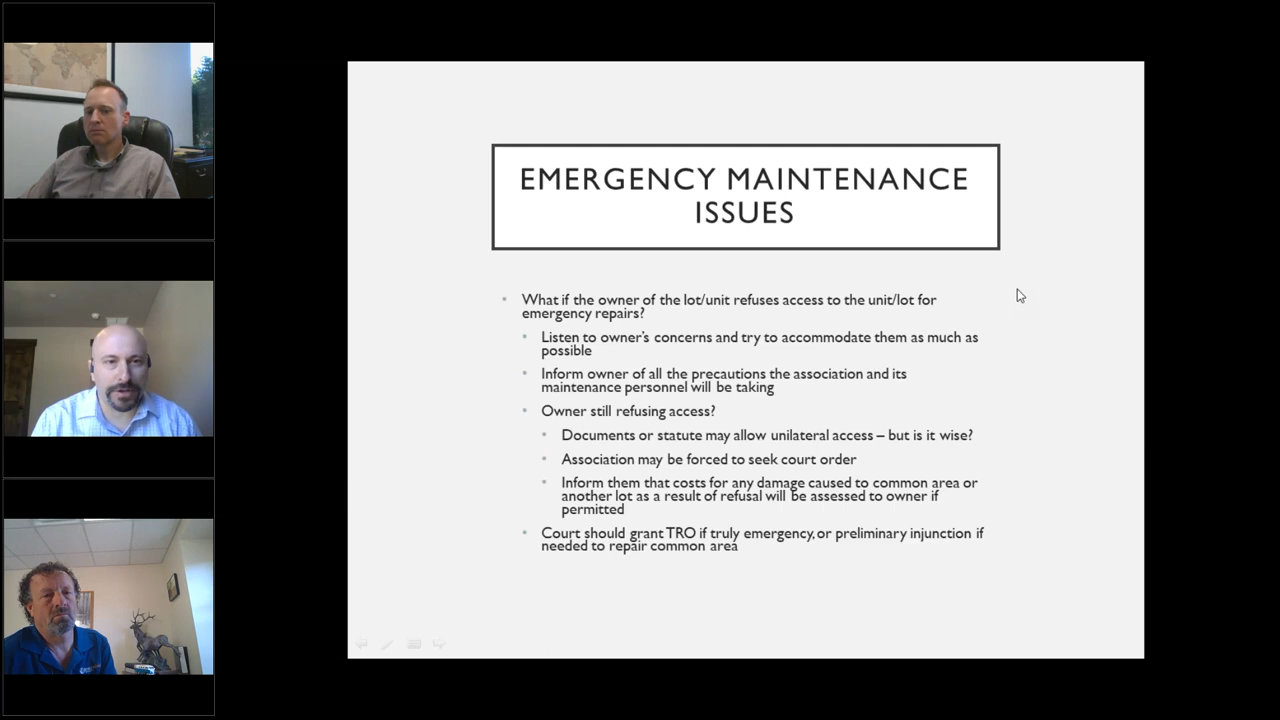 EMERGENCY MAINTENANCE
ISSUES
What if the owner of the lot/unit refuses access to the unit/lot for
emergency repairs?
Listen to owner's concerns and try to accommodate them as much as
possible
Inform owner of all the precautions the association and its
maintenance personnel will be taking
Owner still refusing access?
Documents or statute may allow unilateral access – but is it wise?
Association may be forced to seek court order
Inform them that costs for any damage caused to common area or
another lot as a result of refusal will be assessed to owner if
permitted
Court should grant TRO if truly emergency, or preliminary injunction if
needed to repair common area